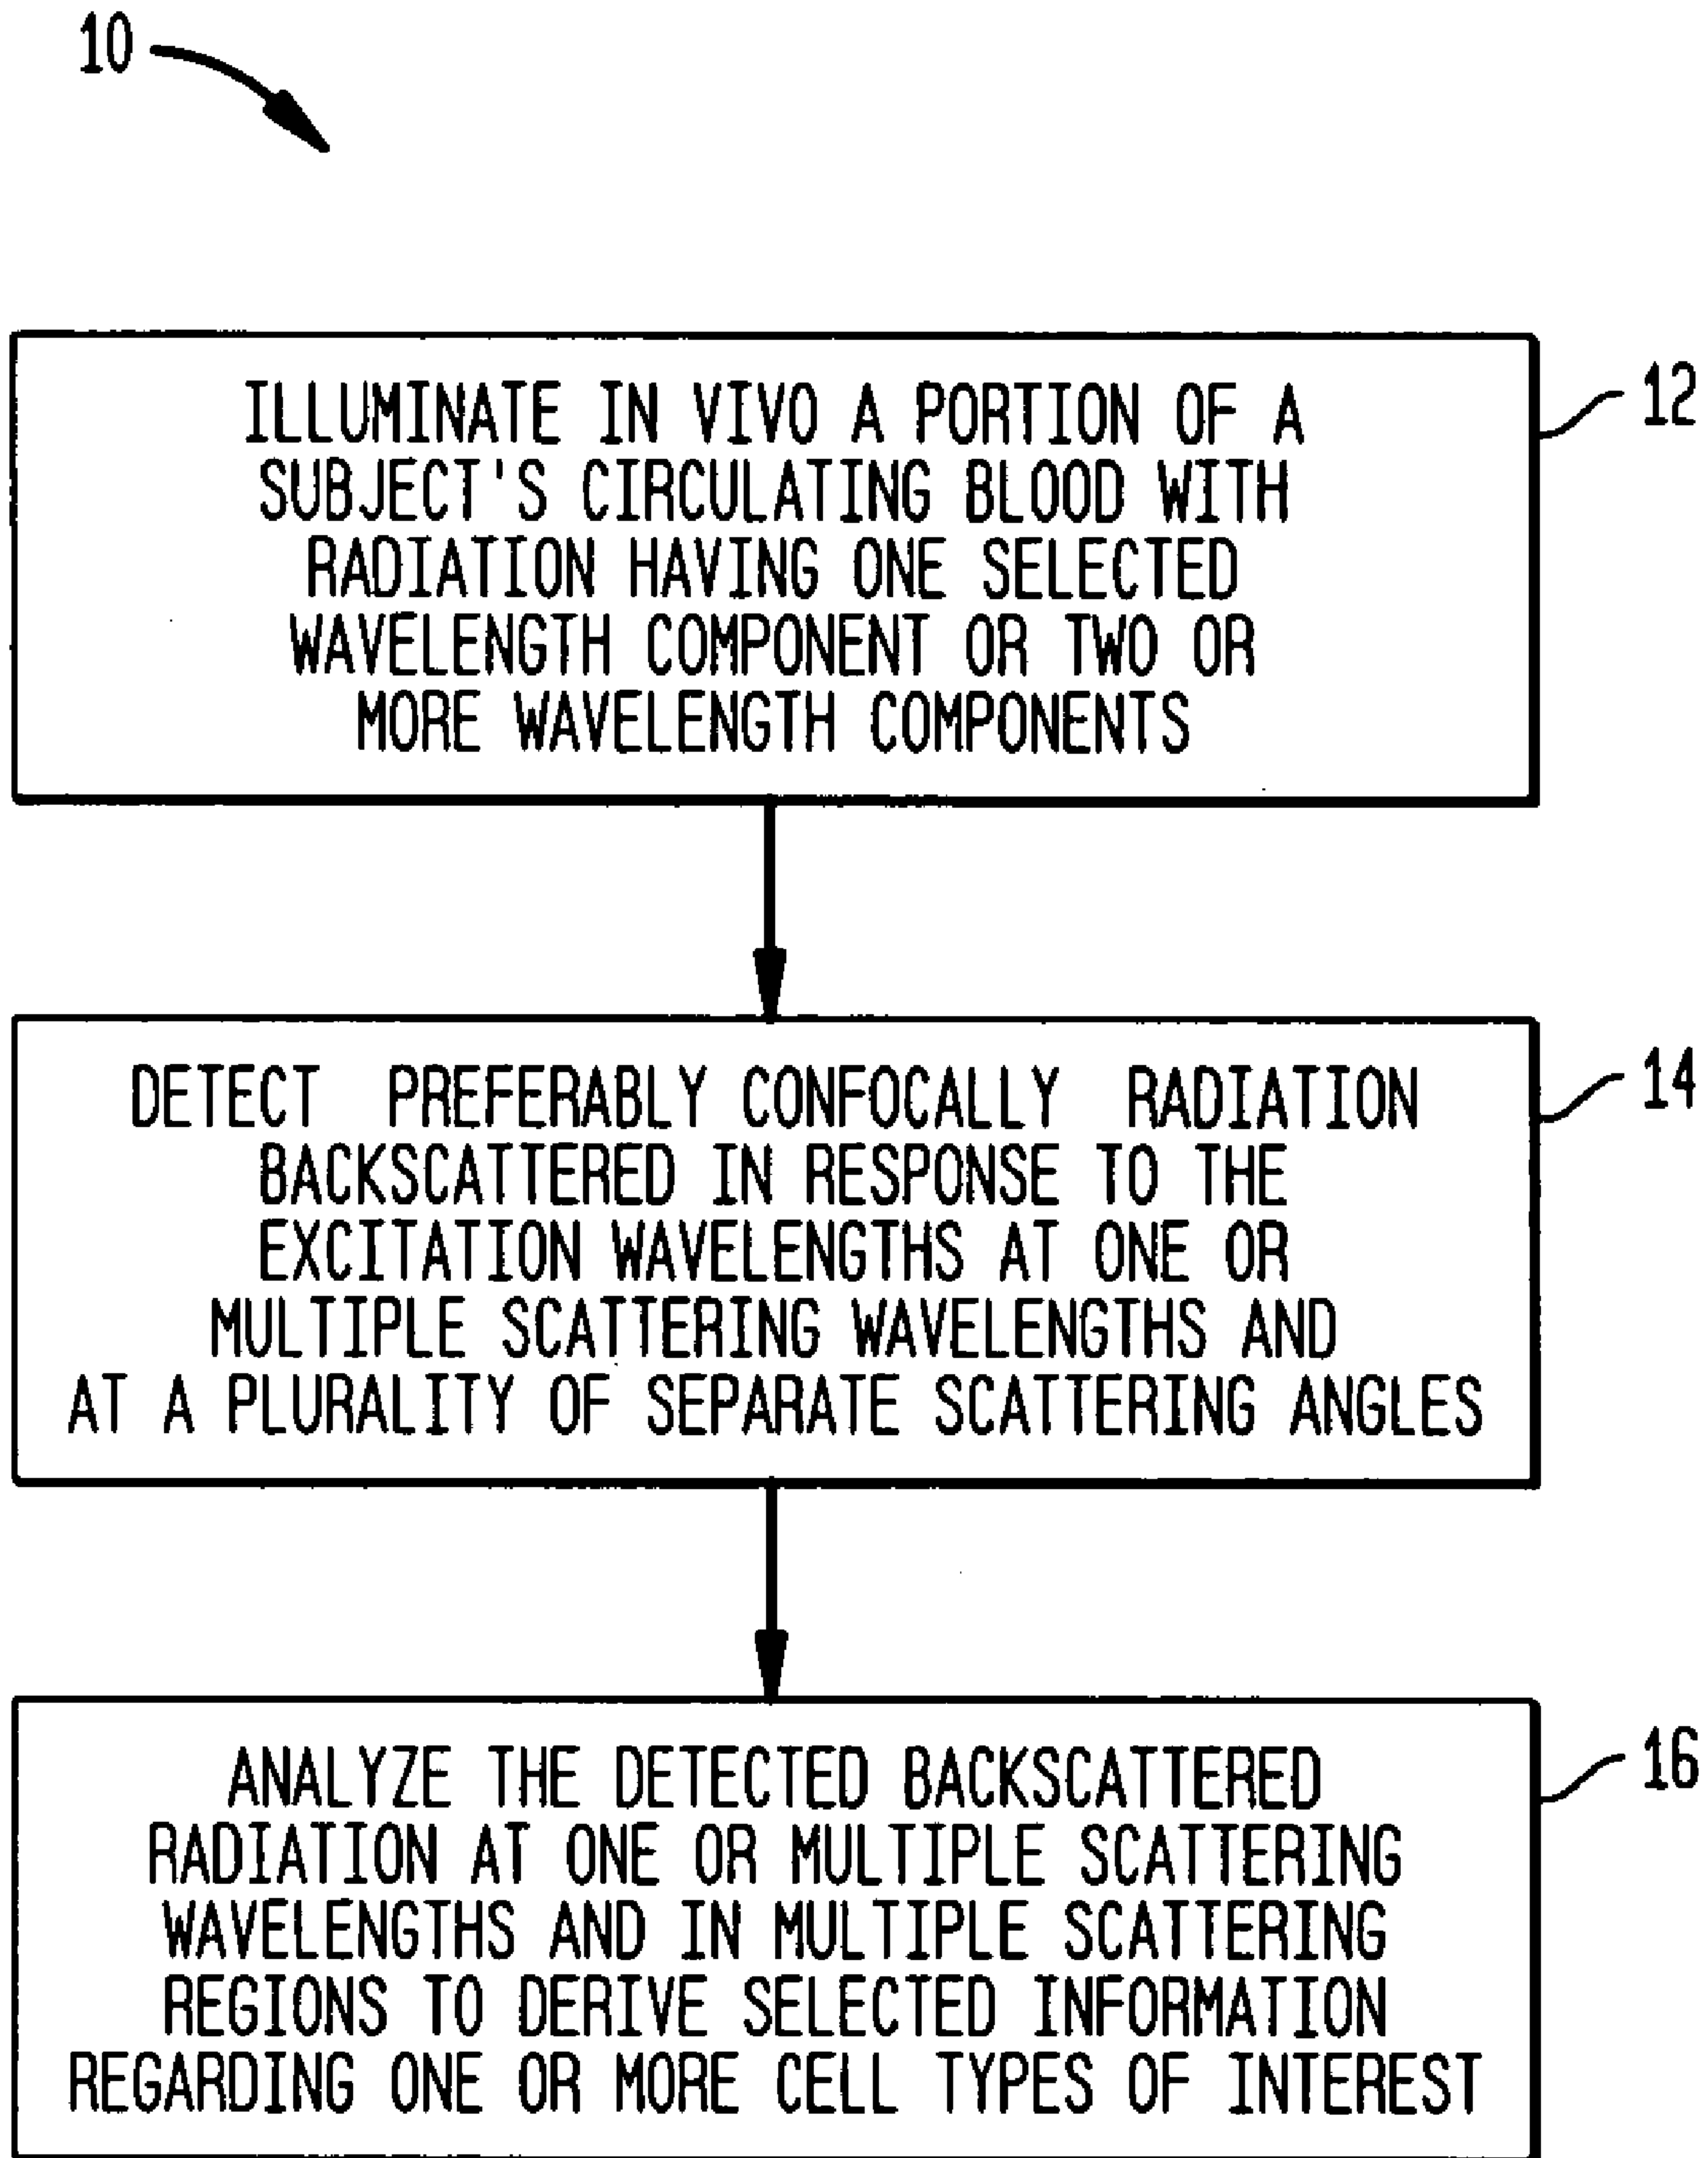 10
ILLUMINATE IN VIVO A PORTION OF A
SUBJECT'S CIRCULATING BLOOD WITH
RADIATION HAVING ONE SELECTED
WAVELENGTH COMPONENT OR TWO OR
MORE WAVELENGTH COMPONENTS
12
DETECT PREFERABLY CONFOCALLY RADIATION
BACKSCATTERED IN RESPONSE TO THE
EXCITATION WAVELENGTHS AT ONE OR
MULTIPLE SCATTERING WAVELENGTHS AND
AT A PLURALITY OF SEPARATE SCATTERING ANGLES
14
ANALYZE THE DETECTED BACKSCATTERED
RADIATION AT ONE OR MULTIPLE SCATTERING
WAVELENGTHS AND IN MULTIPLE SCATTERING
REGIONS TO DERIVE SELECTED INFORMATION
REGARDING ONE OR MORE CELL TYPES OF INTEREST
16